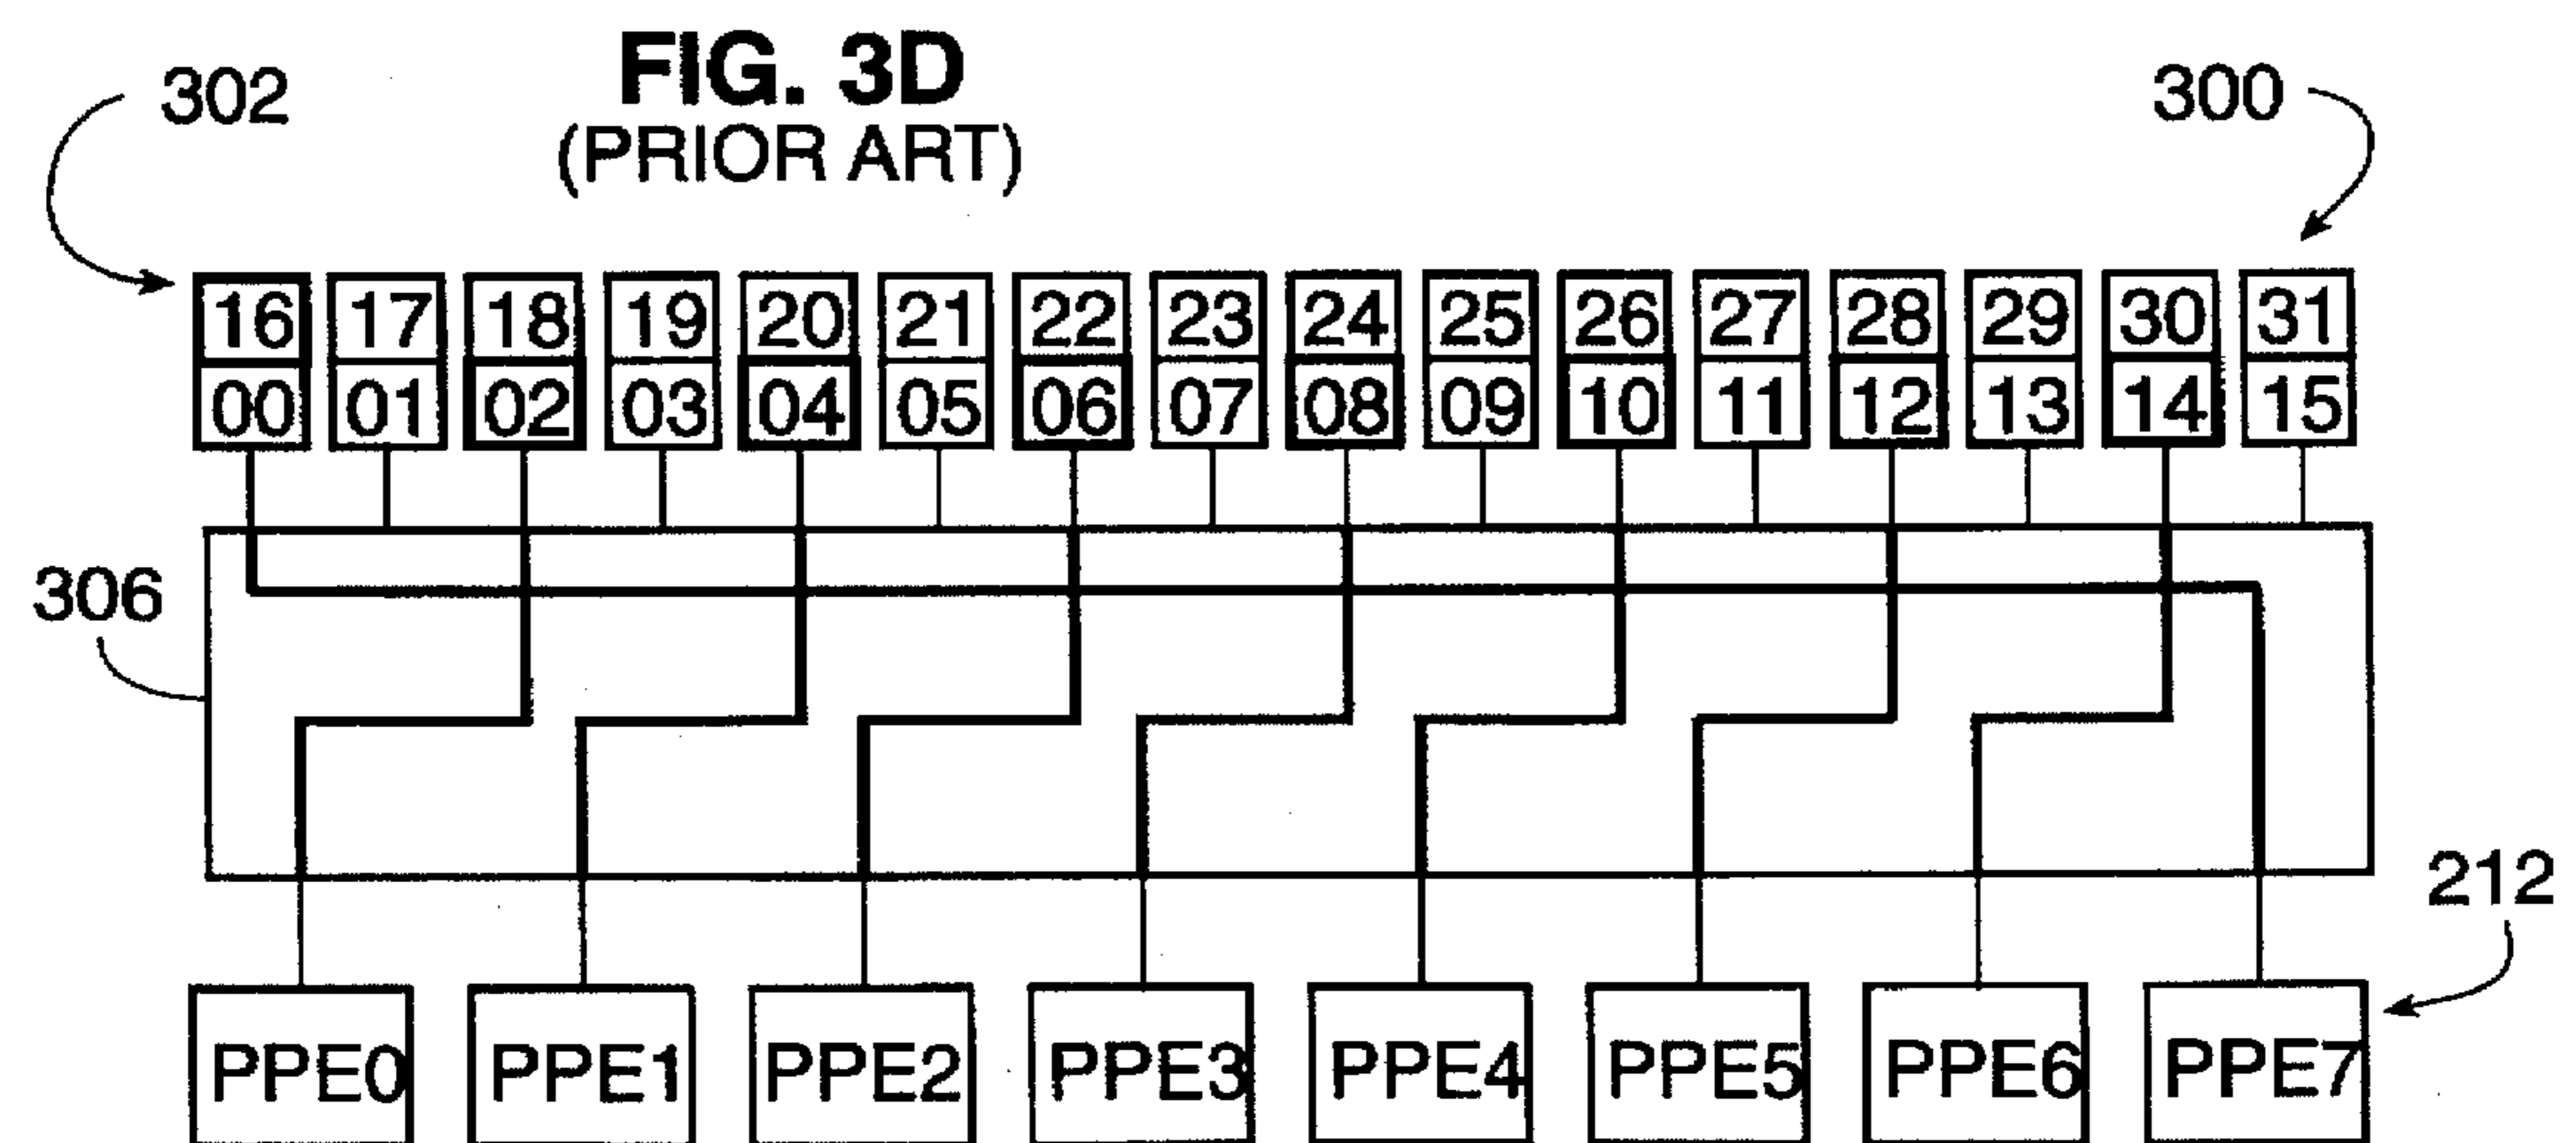 FIG. 3D
(PRIOR ART)
302
300
16 17 18 19 20 21 22 23 24 25 26 27 28 29 30 31
00 01 02 03 04 05 06 07 08 09 10 11 12 13 14 15
306
212
PPE0 PPE1 PPE2 PPE3 PPE4 PPE5 PPE6 PPE7